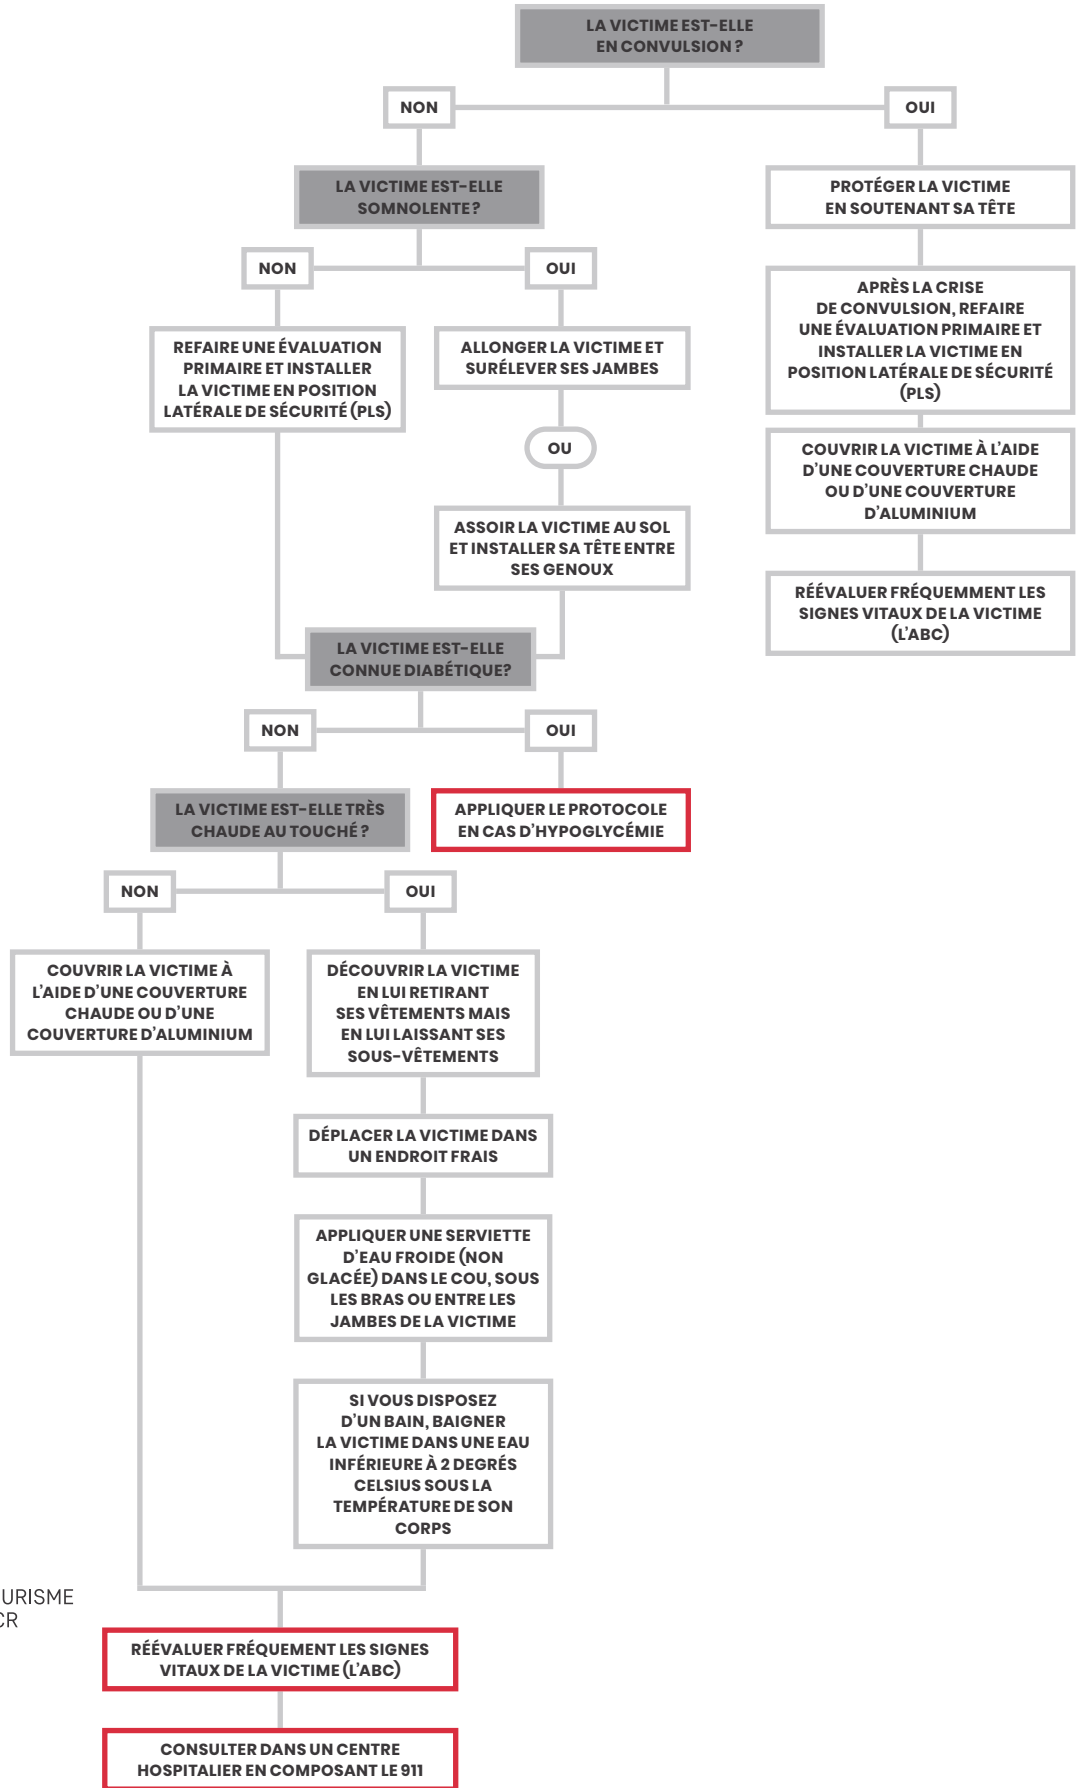 LA VICTIME EST-ELLE
EN CONVULSION ?
NON
OUI
LA VICTIME EST-ELLE
SOMNOLENTE ?
PROTÉGER LA VICTIME
EN SOUTENANT SA TÊTE
NON
OUI
APRÈS LA CRISE
DE CONVULSION, REFAIRE
UNE ÉVALUATION PRIMAIRE ET
INSTALLER LA VICTIME EN
POSITION LATÉRALE DE SÉCURITÉ
(PLS)
REFAIRE UNE ÉVALUATION
PRIMAIRE ET INSTALLER
LA VICTIME EN POSITION
LATÉRALE DE SÉCURITÉ (PLS)
ALLONGER LA VICTIME ET
SURÉLEVER SES JAMBES
OU
COUVRIR LA VICTIME À L'AIDE
D'UNE COUVERTURE CHAUDE
OU D'UNE COUVERTURE
D'ALUMINIUM
ASSOIR LA VICTIME AU SOL
ET INSTALLER SA TÊTE ENTRE
SES GENOUX
RÉÉVALUER FRÉQUEMMENT LES
SIGNES VITAUX DE LA VICTIME
(L'ABC)
LA VICTIME EST-ELLE
CONNUE DIABÉTIQUE?
NON
OUI
LA VICTIME EST-ELLE TRÈS
CHAUDE AU TOUCHÉ ?
APPLIQUER LE PROTOCOLE
EN CAS D'HYPOGLYCÉMIE
NON
OUI
COUVRIR LA VICTIME À
L'AIDE D'UNE COUVERTURE
CHAUDE OU D'UNE
COUVERTURE D'ALUMINIUM
DÉCOUVRIR LA VICTIME
EN LUI RETIRANT
SES VÊTEMENTS MAIS
EN LUI LAISSANT SES
SOUS-VÊTEMENTS
DÉPLACER LA VICTIME DANS
UN ENDROIT FRAIS
APPLIQUER UNE SERVIETTE
D'EAU FROIDE (NON
GLACÉE) DANS LE COU, SOUS
LES BRAS OU ENTRE LES
JAMBES DE LA VICTIME
SI VOUS DISPOSEZ
D'UN BAIN, BAIGNER
LA VICTIME DANS UNE EAU
INFÉRIEURE À 2 DEGRÉS
CELSIUS SOUS LA
TEMPÉRATURE DE SON
CORPS
URISME
CR
RÉÉVALUER FRÉQUEMENT LES SIGNES
VITAUX DE LA VICTIME (L'ABC)
CONSULTER DANS UN CENTRE
HOSPITALIER EN COMPOSANT LE 911